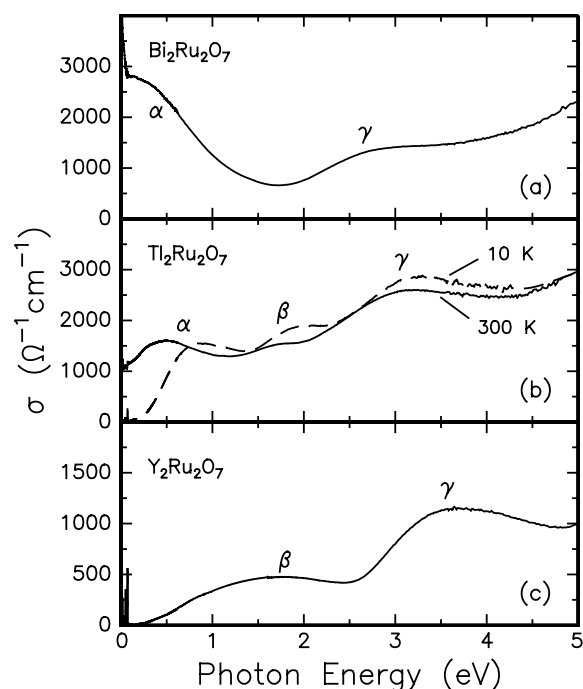 3000
2000
1000
0
Bi₂Ru₂O₇
α
γ
(a)
3000
2000
1000
0
Tl₂Ru₂O₇
α
β
γ
10 K
300 K
(b)
1500
1000
500
0
Y₂Ru₂O₇
β
γ
(c)
0 1 2 3 4 5
Photon Energy (eV)
σ (Ω⁻¹cm⁻¹)